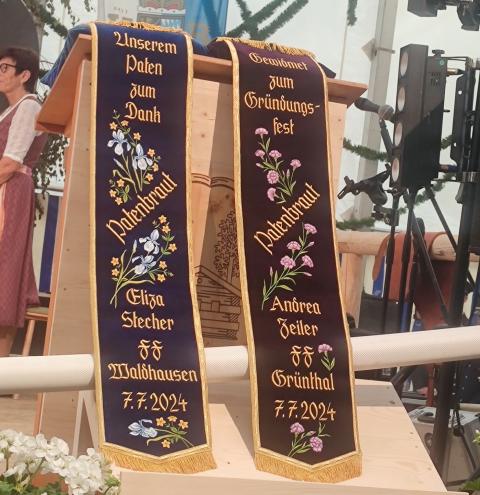 Unserem
Paten
zum
Dank
Patenbraut
Eliza
Stecher
FF
Waldhausen
7.7.2024
Gewidmet
zum
Gründungs-
fest
Patenbraut
Andrea
Zeiler
FF
Grünthal
7.7.2024